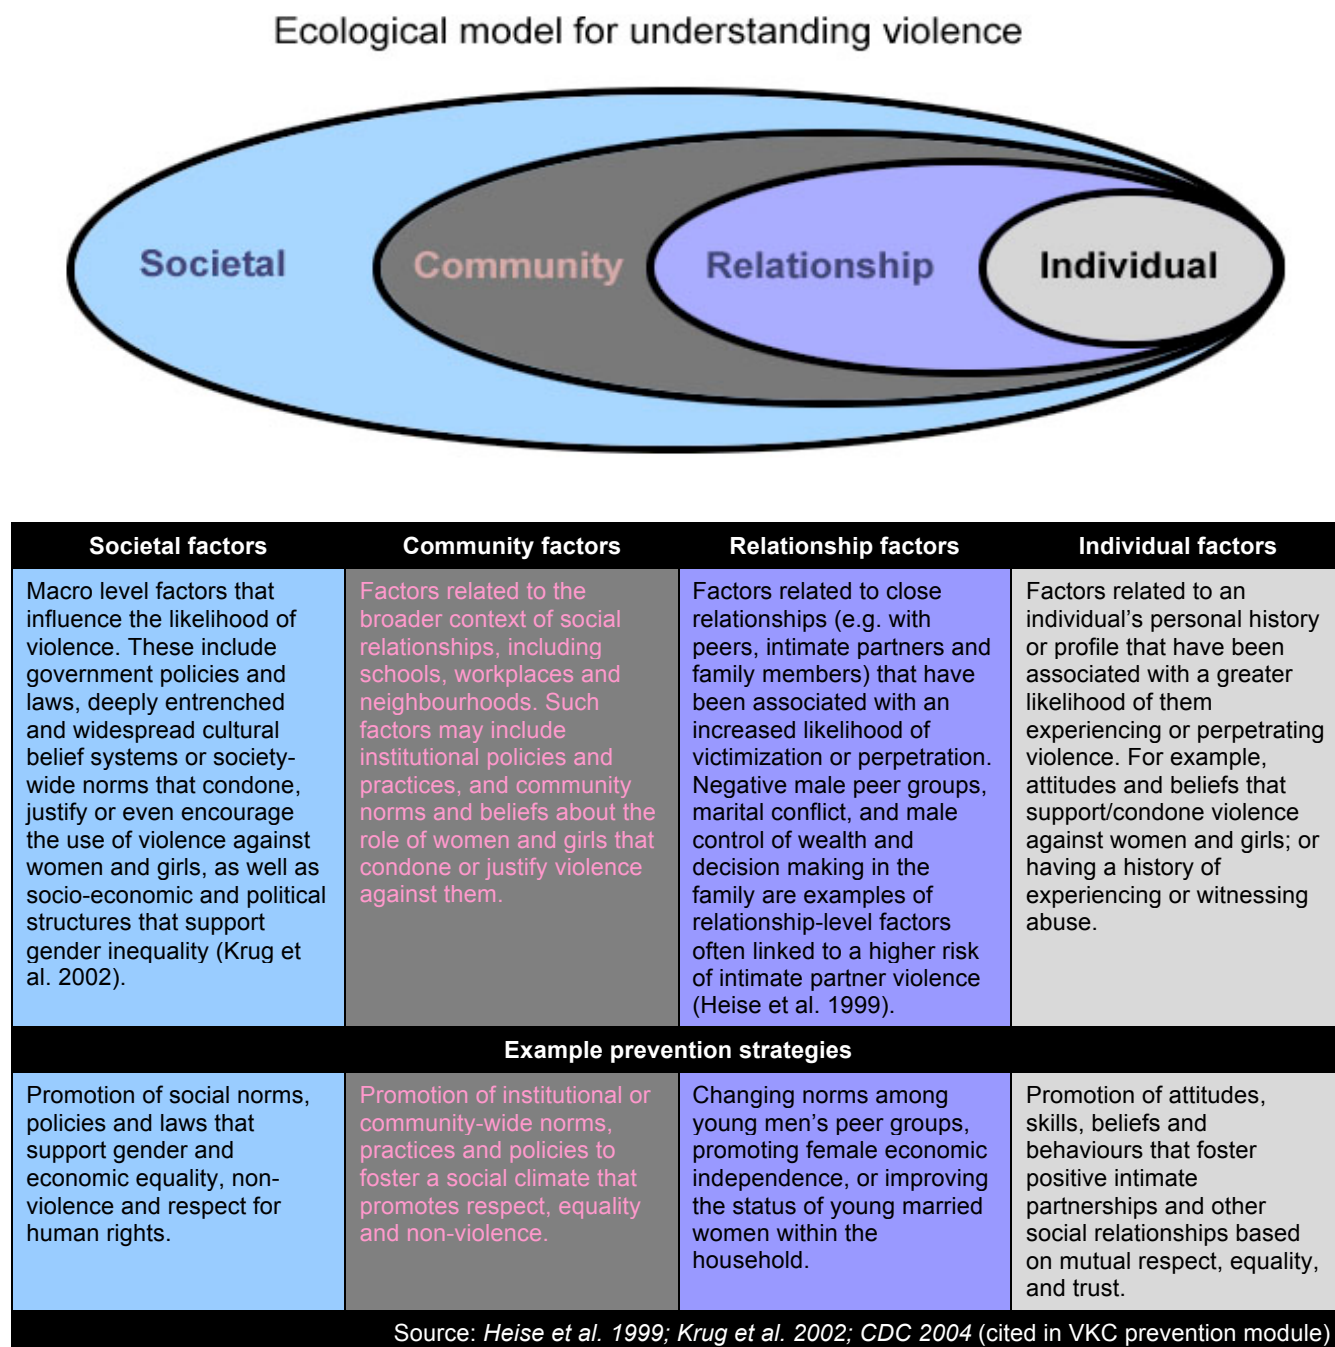 Ecological model for understanding violence
Societal
Community
Relationship
Individual
Societal factors
Community factors
Relationship factors
Individual factors
Macro level factors that
influence the likelihood of
violence. These include
government policies and
laws, deeply entrenched
and widespread cultural
belief systems or society-
wide norms that condone,
justify or even encourage
the use of violence against
women and girls, as well as
socio-economic and political
structures that support
gender inequality (Krug et
al. 2002).
Factors related to the
broader context of social
relationships, including
schools, workplaces and
neighbourhoods. Such
factors may include
institutional policies and
practices, and community
norms and beliefs about the
role of women and girls that
condone or justify violence
against them.
Factors related to close
relationships (e.g. with
peers, intimate partners and
family members) that have
been associated with an
increased likelihood of
victimization or perpetration.
Negative male peer groups,
marital conflict, and male
control of wealth and
decision making in the
family are examples of
relationship-level factors
often linked to a higher risk
of intimate partner violence
(Heise et al. 1999).
Factors related to an
individual’s personal history
or profile that have been
associated with a greater
likelihood of them
experiencing or perpetrating
violence. For example,
attitudes and beliefs that
support/condone violence
against women and girls; or
having a history of
experiencing or witnessing
abuse.
Example prevention strategies
Promotion of social norms,
policies and laws that
support gender and
economic equality, non-
violence and respect for
human rights.
Promotion of institutional or
community-wide norms,
practices and policies to
foster a social climate that
promotes respect, equality
and non-violence.
Changing norms among
young men’s peer groups,
promoting female economic
independence, or improving
the status of young married
women within the
household.
Promotion of attitudes,
skills, beliefs and
behaviours that foster
positive intimate
partnerships and other
social relationships based
on mutual respect, equality,
and trust.
Source: Heise et al. 1999; Krug et al. 2002; CDC 2004 (cited in VKC prevention module)